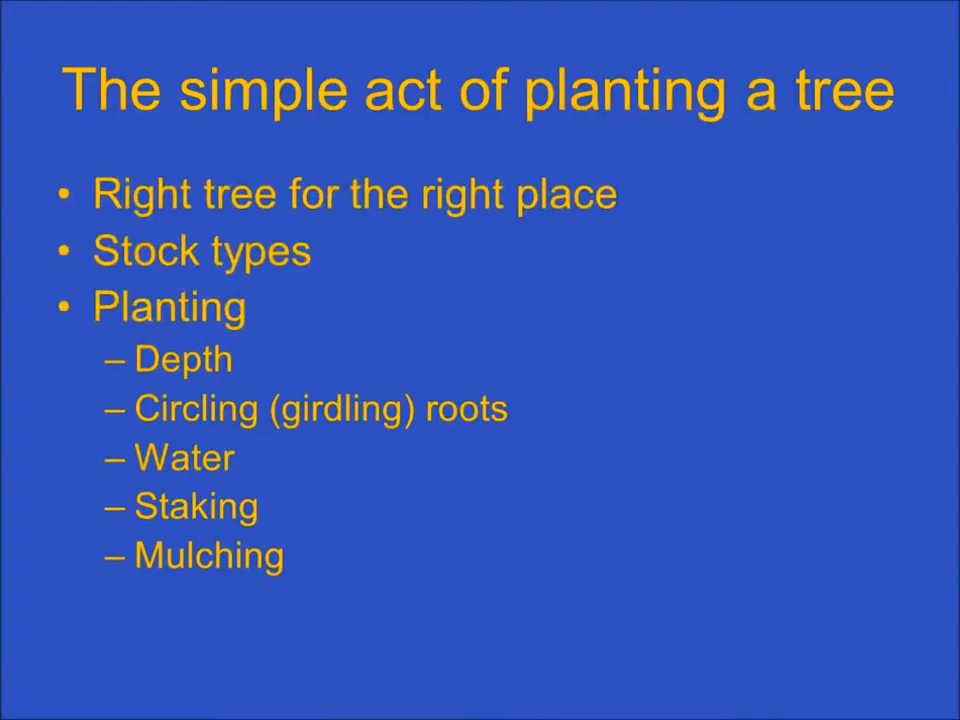 The simple act of planting a tree
• Right tree for the right place
• Stock types
• Planting
– Depth
– Circling (girdling) roots
– Water
– Staking
– Mulching